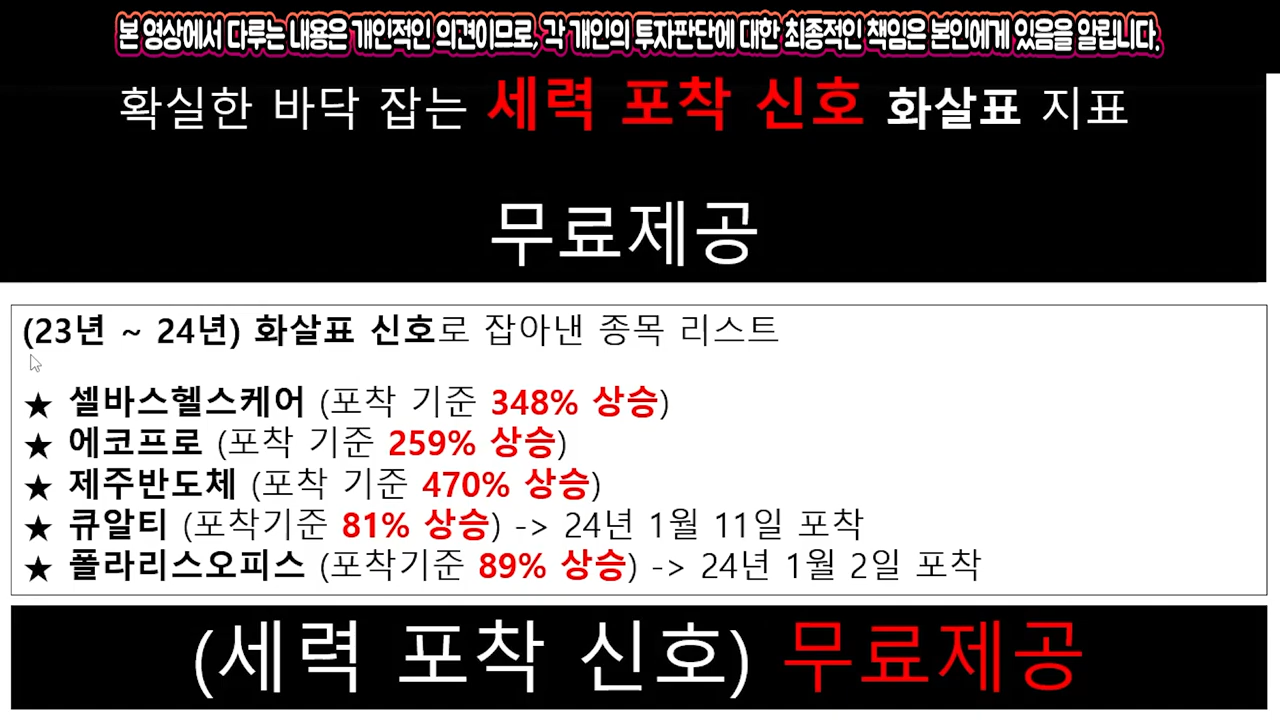 본 영상에서 다루는 내용은 개인적인 의견이므로, 각 개인의 투자판단에 대한 최종적인 책임은 본인에게 있음을 알립니다.
확실한 바닥 잡는 세력 포착 신호 화살표 지표
무료제공
(23년 ~ 24년) 화살표 신호로 잡아낸 종목 리스트
★ 셀바스헬스케어 (포착 기준 348% 상승)
★ 에코프로 (포착 기준 259% 상승)
★ 제주반도체 (포착 기준 470% 상승)
★ 큐알티 (포착기준 81% 상승) -> 24년 1월 11일 포착
★ 폴라리스오피스 (포착기준 89% 상승) -> 24년 1월 2일 포착
(세력 포착 신호) 무료제공